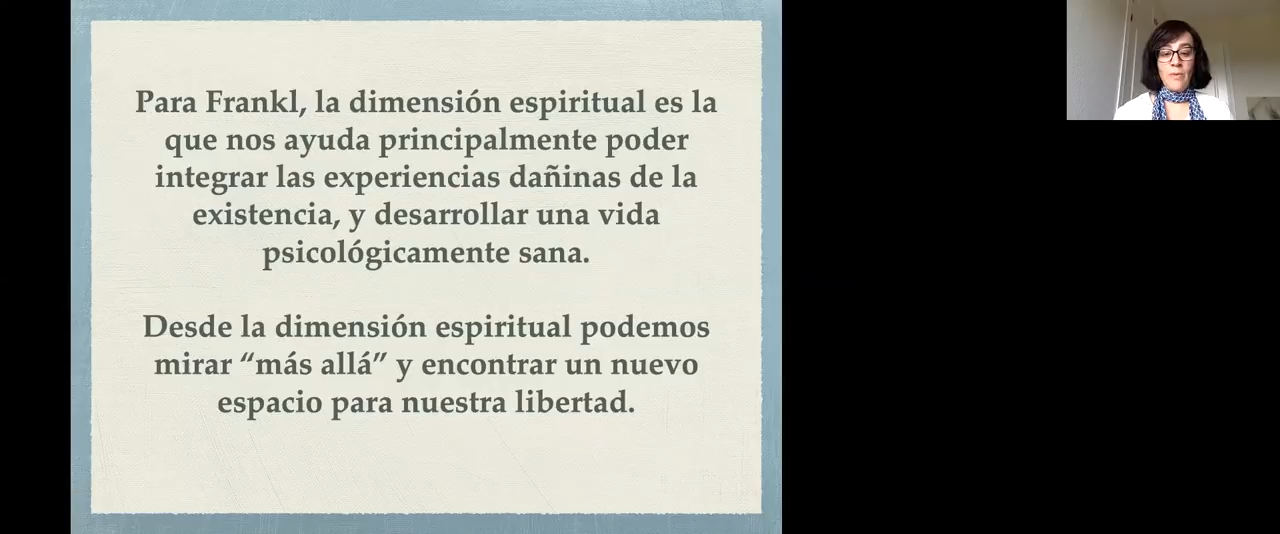 Para Frankl, la dimensión espiritual es la
que nos ayuda principalmente poder
integrar las experiencias dañinas de la
existencia, y desarrollar una vida
psicológicamente sana.
Desde la dimensión espiritual podemos
mirar “más allá” y encontrar un nuevo
espacio para nuestra libertad.